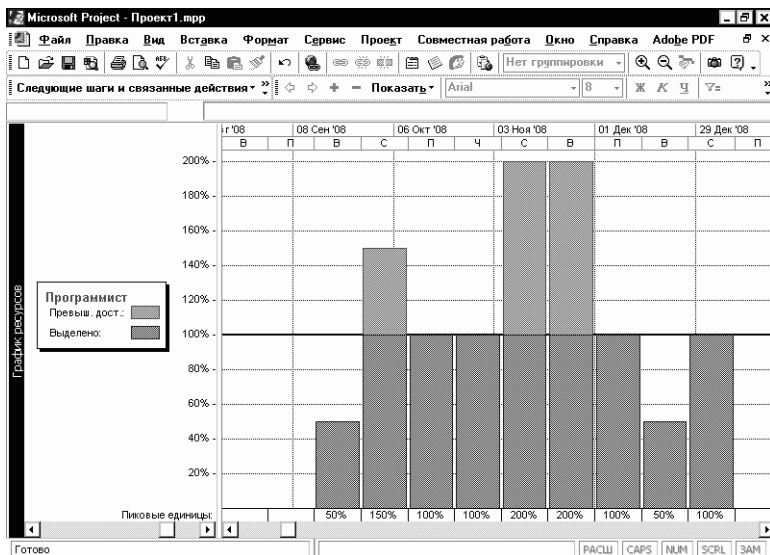 Microsoft Project - Проект1.mpp
Файл Правка Вид Вставка Формат Сервис Проект Совместная работа Окно Справка Adobe PDF
Нет группировки
Следующие шаги и связанные действия Показать Arial 8 Ж К Ч
г '08 08 Сен '08 06 Окт '08 03 Ноя '08 01 Дек '08 29 Дек '08
В П В С П Ч С В П В С П
200%
180%
160%
140%
120%
100%
80%
60%
40%
20%
График ресурсов
Программист
Превыш. дост.:
Выделено:
Пиковые единицы: 50% 150% 100% 100% 200% 200% 100% 50% 100%
Готово РАСШ CAPS NUM SCRL ЗАМ